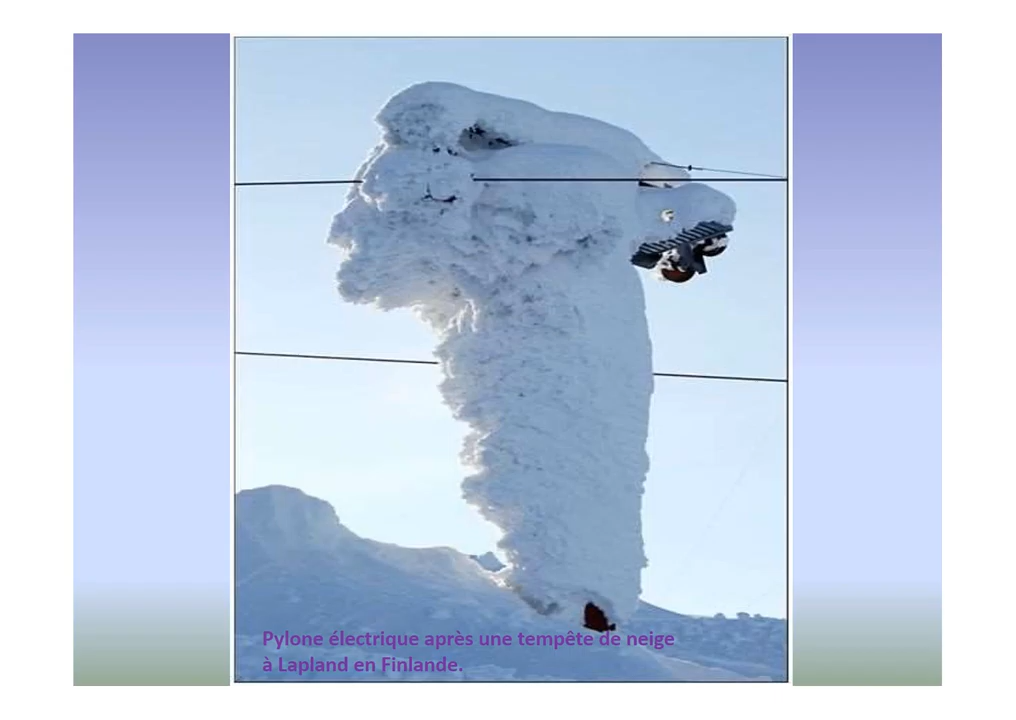 Pylone électrique après une tempête de neige
à Lapland en Finlande.